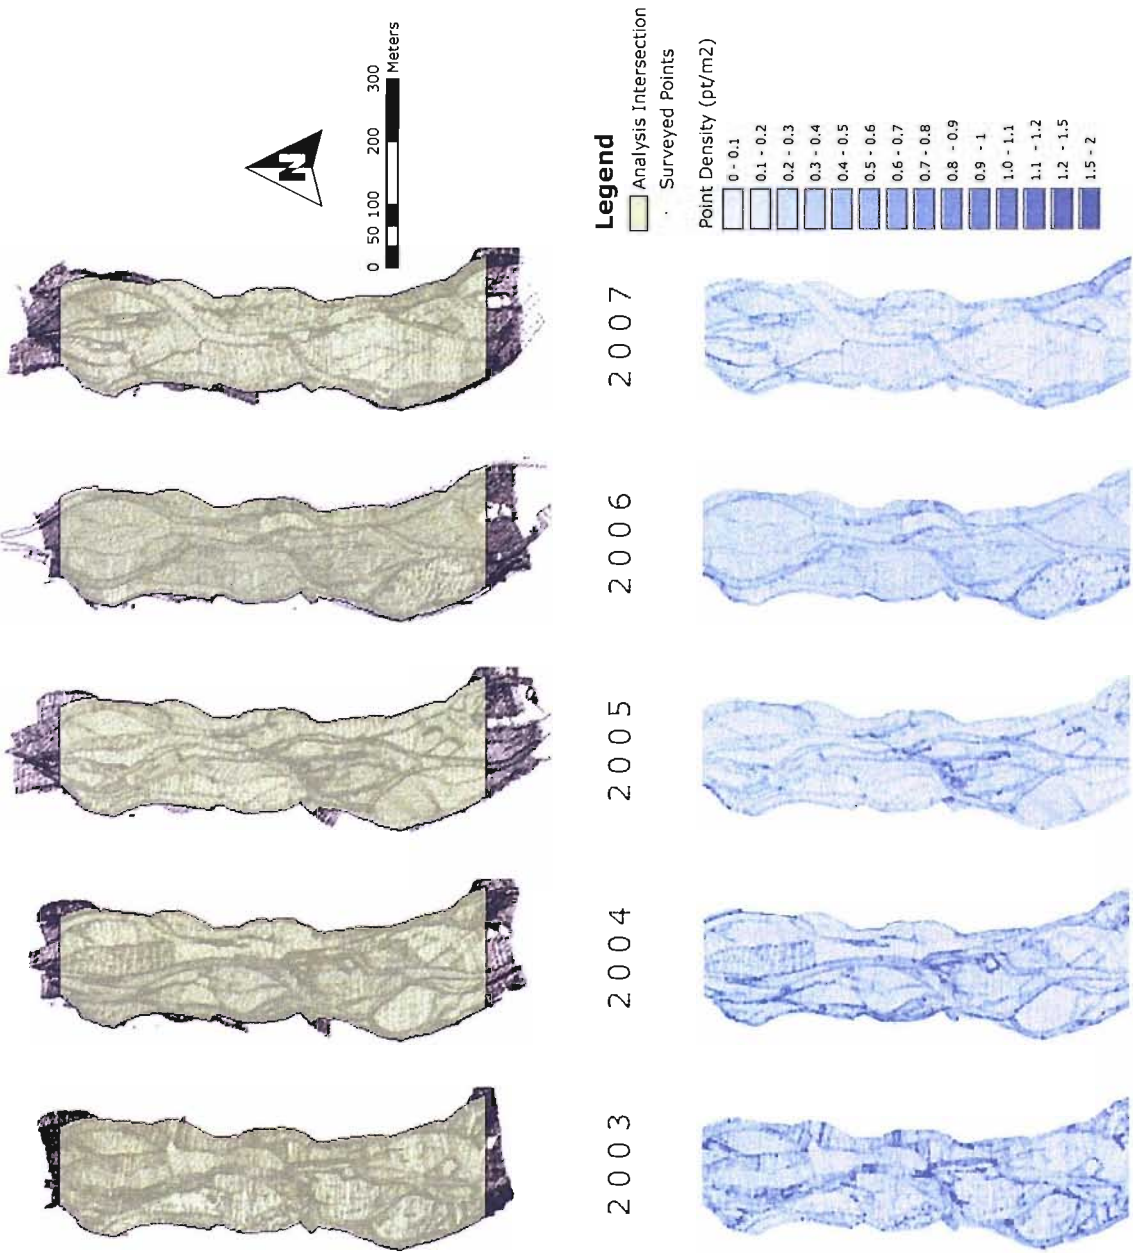 N
0 50 100 200 300
Meters
Legend
Analysis Intersection
Surveyed Points
Point Density (pt/m2)
0 - 0.1
0.1 - 0.2
0.2 - 0.3
0.3 - 0.4
0.4 - 0.5
0.5 - 0.6
0.6 - 0.7
0.7 - 0.8
0.8 - 0.9
0.9 - 1
1.0 - 1.1
1.1 - 1.2
1.2 - 1.5
1.5 - 2
2003
2004
2005
2006
2007